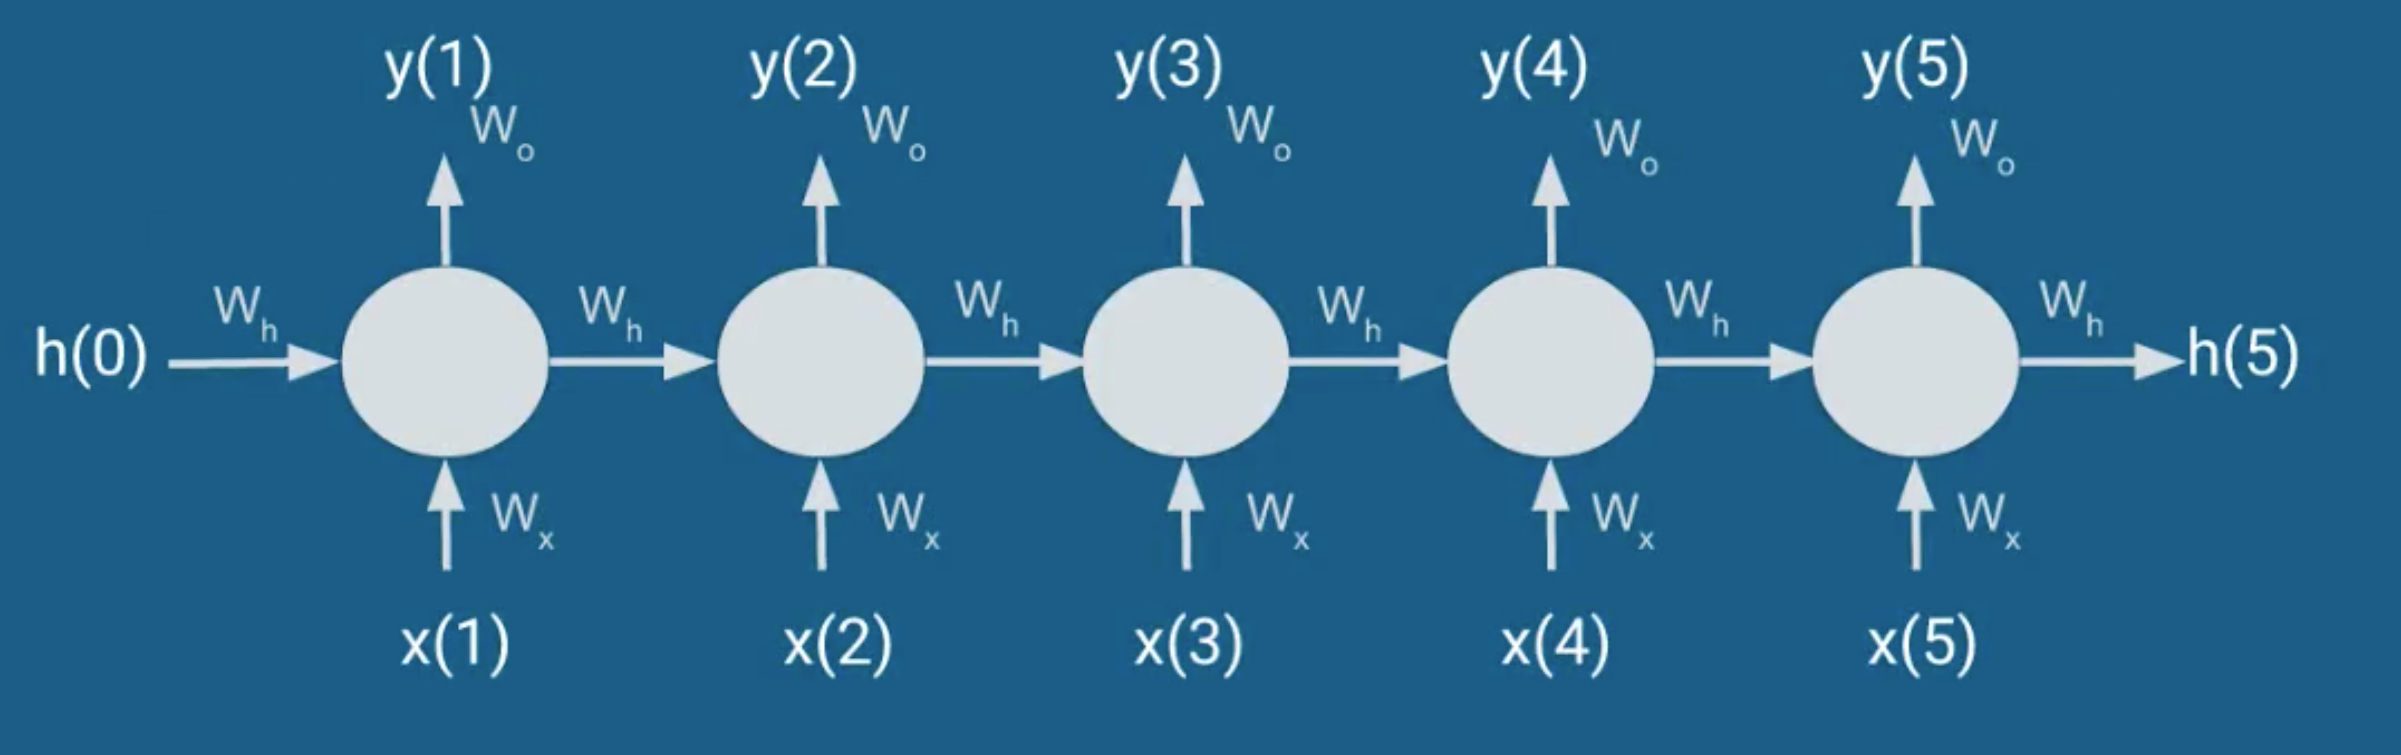 y(1) y(2) y(3) y(4) y(5)
Wo Wo Wo Wo Wo
h(0) Wh Wh Wh Wh Wh Wh h(5)
Wx Wx Wx Wx Wx
x(1) x(2) x(3) x(4) x(5)